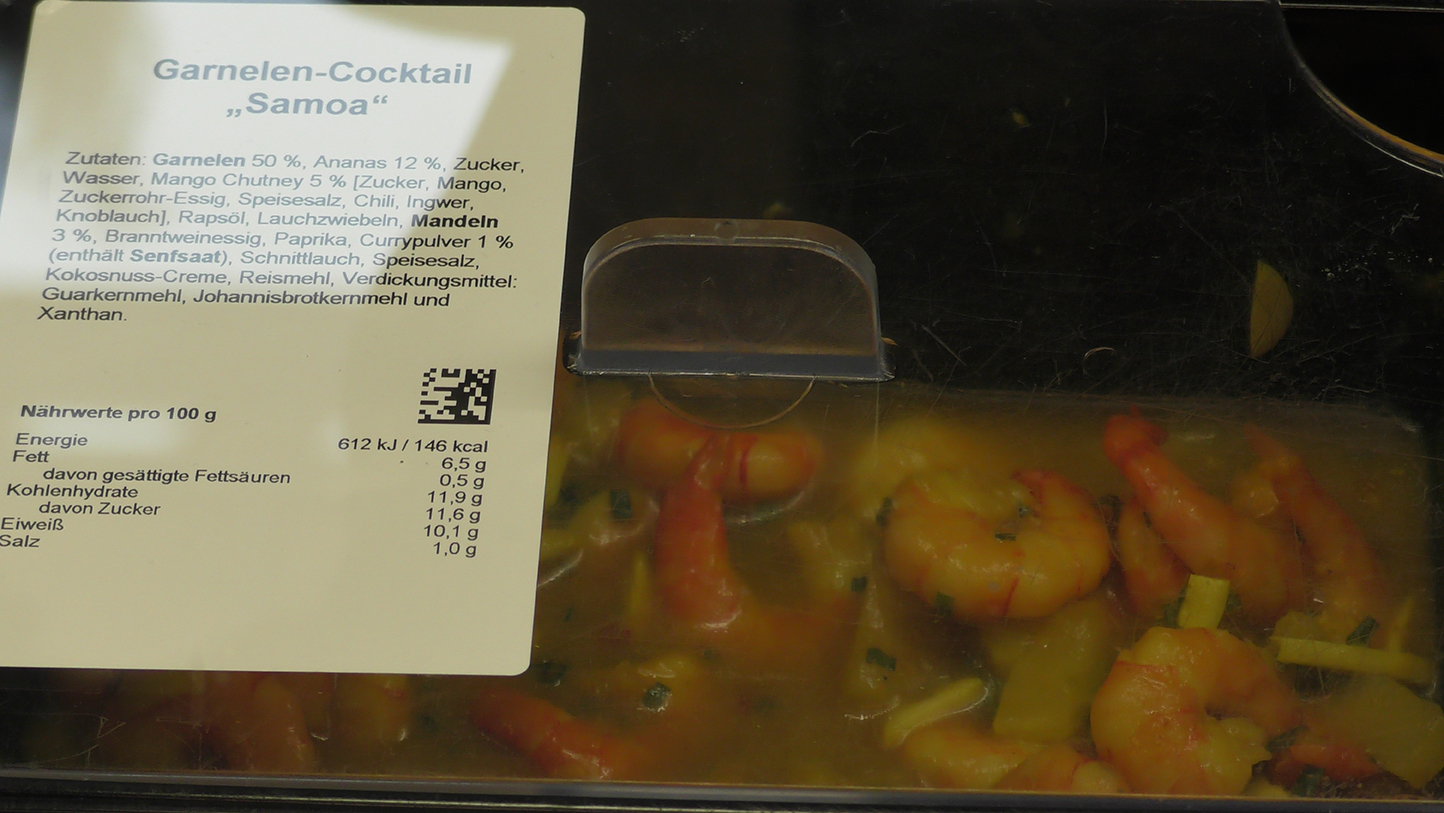 Garnelen-Cocktail
„Samoa“
Zutaten: Garnelen 50 %, Ananas 12 %, Zucker,
Wasser, Mango Chutney 5 % [Zucker, Mango,
Zuckerrohr-Essig, Speisesalz, Chili, Ingwer,
Knoblauch], Rapsöl, Lauchzwiebeln, Mandeln
3 %, Branntweinessig, Paprika, Currypulver 1 %
(enthält Senfsaat), Schnittlauch, Speisesalz,
Kokosnuss-Creme, Reismehl, Verdickungsmittel:
Guarkernmehl, Johannisbrotkernmehl und
Xanthan.
Nährwerte pro 100 g
Energie 612 kJ / 146 kcal
Fett 6,5 g
davon gesättigte Fettsäuren 0,5 g
Kohlenhydrate 11,9 g
davon Zucker 11,6 g
Eiweiß 10,1 g
Salz 1,0 g